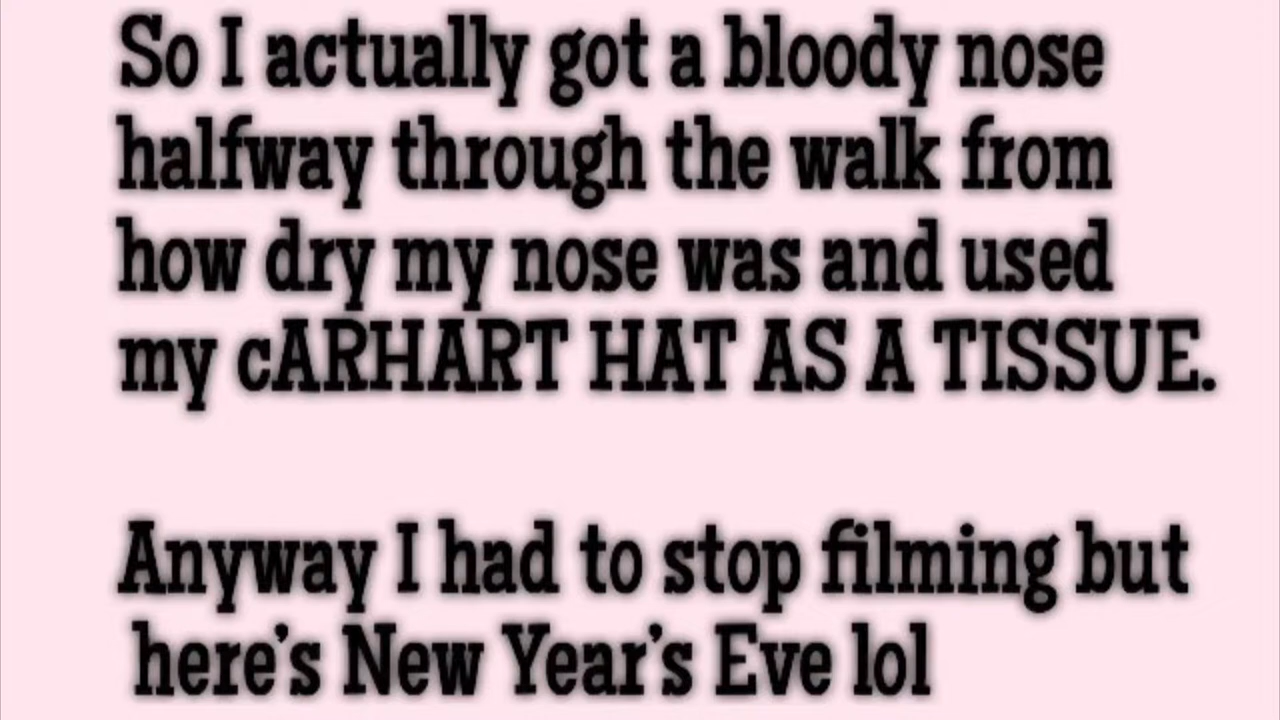 So I actually got a bloody nose
halfway through the walk from
how dry my nose was and used
my cARHART HAT AS A TISSUE.
Anyway I had to stop filming but
here's New Year's Eve lol